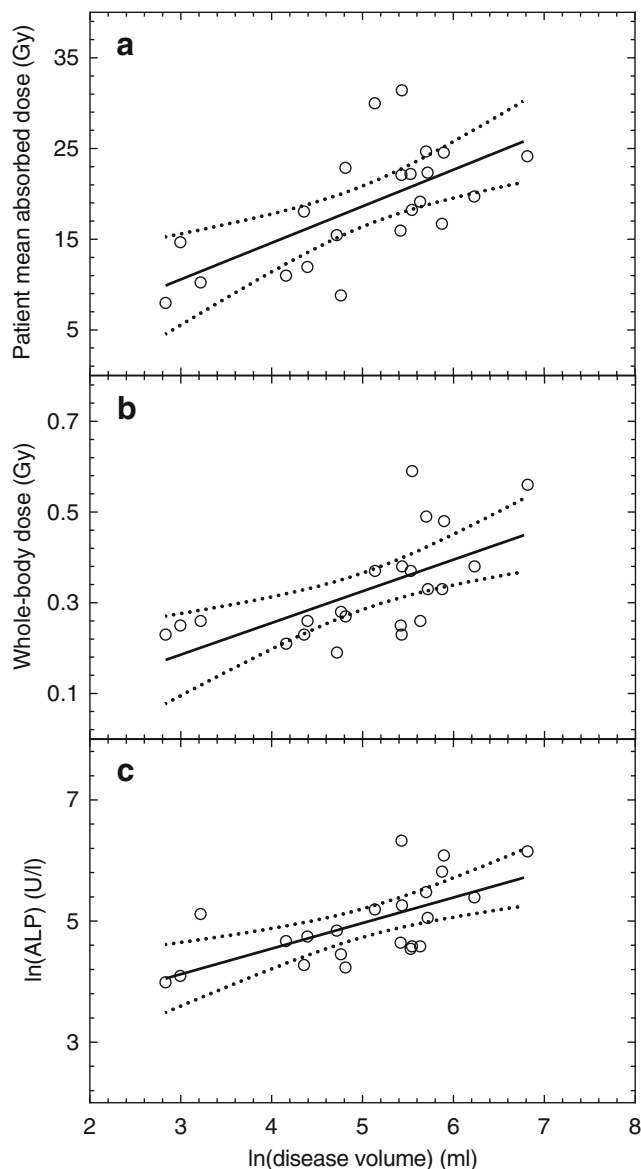 a
Patient mean absorbed dose (Gy)
35
25
15
5
b
Whole-body dose (Gy)
0.7
0.5
0.3
0.1
c
ln(ALP) (U/l)
7
5
3
2 3 4 5 6 7 8
ln(disease volume) (ml)